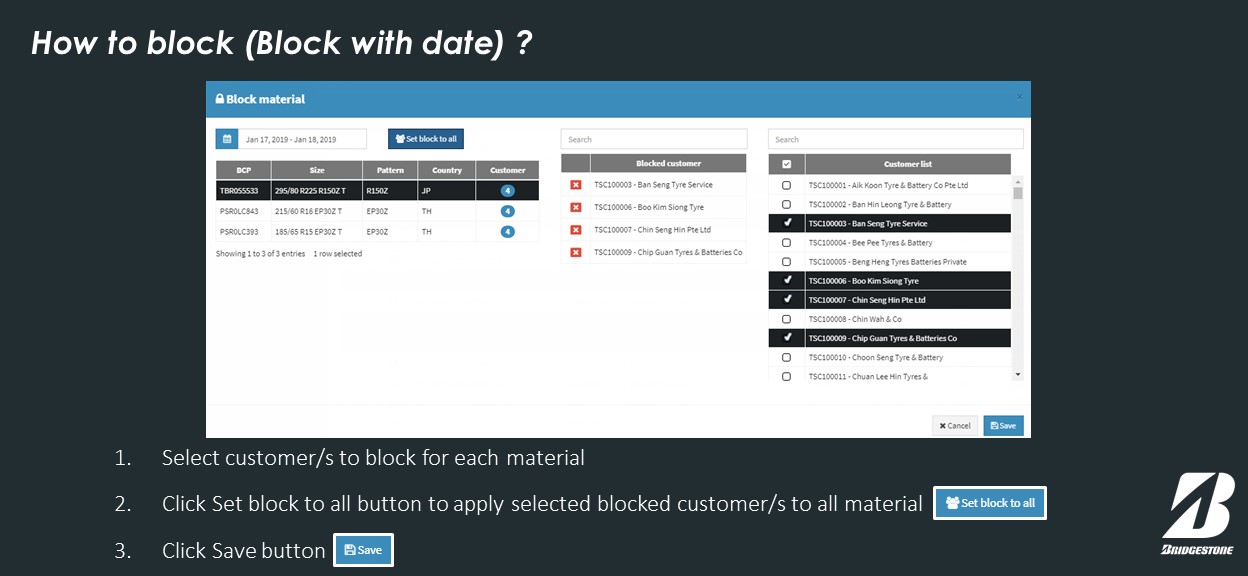 How to block (Block with date) ?
Block material
×
Jan 17, 2019 - Jan 18, 2019
Set block to all
BCP Size Pattern Country Customer
TBR055533 295/80 R225 R150Z T R150Z JP 4
PSR0LC843 215/60 R16 EP30Z T EP30Z TH 4
PSR0LC393 185/65 R15 EP30Z T EP30Z TH 4
Showing 1 to 3 of 3 entries 1 row selected
Search
Blocked customer
TSC100003 - Ban Seng Tyre Service
TSC100006 - Boo Kim Siong Tyre
TSC100007 - Chin Seng Hin Pte Ltd
TSC100009 - Chip Guan Tyres & Batteries Co
Search
Customer list
TSC100001 - Aik Koon Tyre & Battery Co Pte Ltd
TSC100002 - Ban Hin Leong Tyre & Battery
TSC100003 - Ban Seng Tyre Service
TSC100004 - Bee Pee Tyres & Battery
TSC100005 - Beng Heng Tyres Batteries Private
TSC100006 - Boo Kim Siong Tyre
TSC100007 - Chin Seng Hin Pte Ltd
TSC100008 - Chin Wah & Co
TSC100009 - Chip Guan Tyres & Batteries Co
TSC100010 - Choon Seng Tyre & Battery
TSC100011 - Chuan Lee Hin Tyres &
Cancel
Save
1. Select customer/s to block for each material
2. Click Set block to all button to apply selected blocked customer/s to all material Set block to all
3. Click Save button Save
BRIDGESTONE